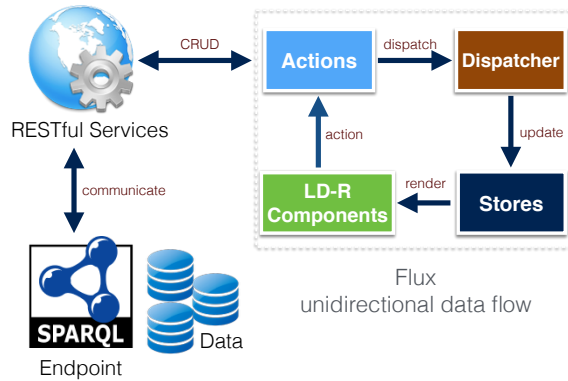 CRUD
Actions
dispatch
Dispatcher
RESTful Services
action
update
communicate
LD-R
Components
render
Stores
SPARQL
Data
Endpoint
Flux
unidirectional data flow